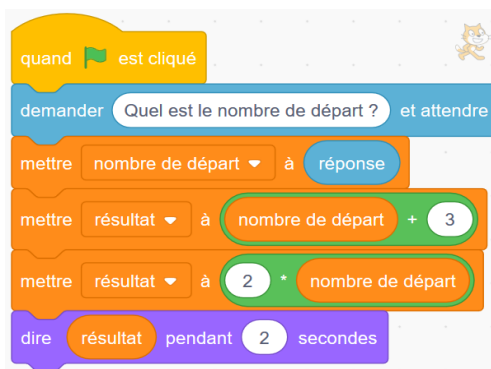 quand est cliqué
demander Quel est le nombre de départ ? et attendre
mettre nombre de départ à réponse
mettre résultat à nombre de départ + 3
mettre résultat à 2 * nombre de départ
dire résultat pendant 2 secondes